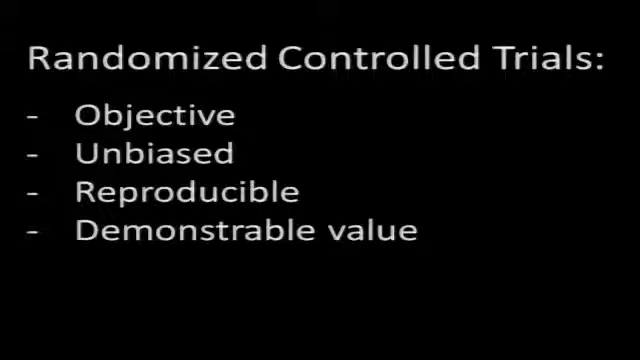 Randomized Controlled Trials:
- Objective
- Unbiased
- Reproducible
- Demonstrable value